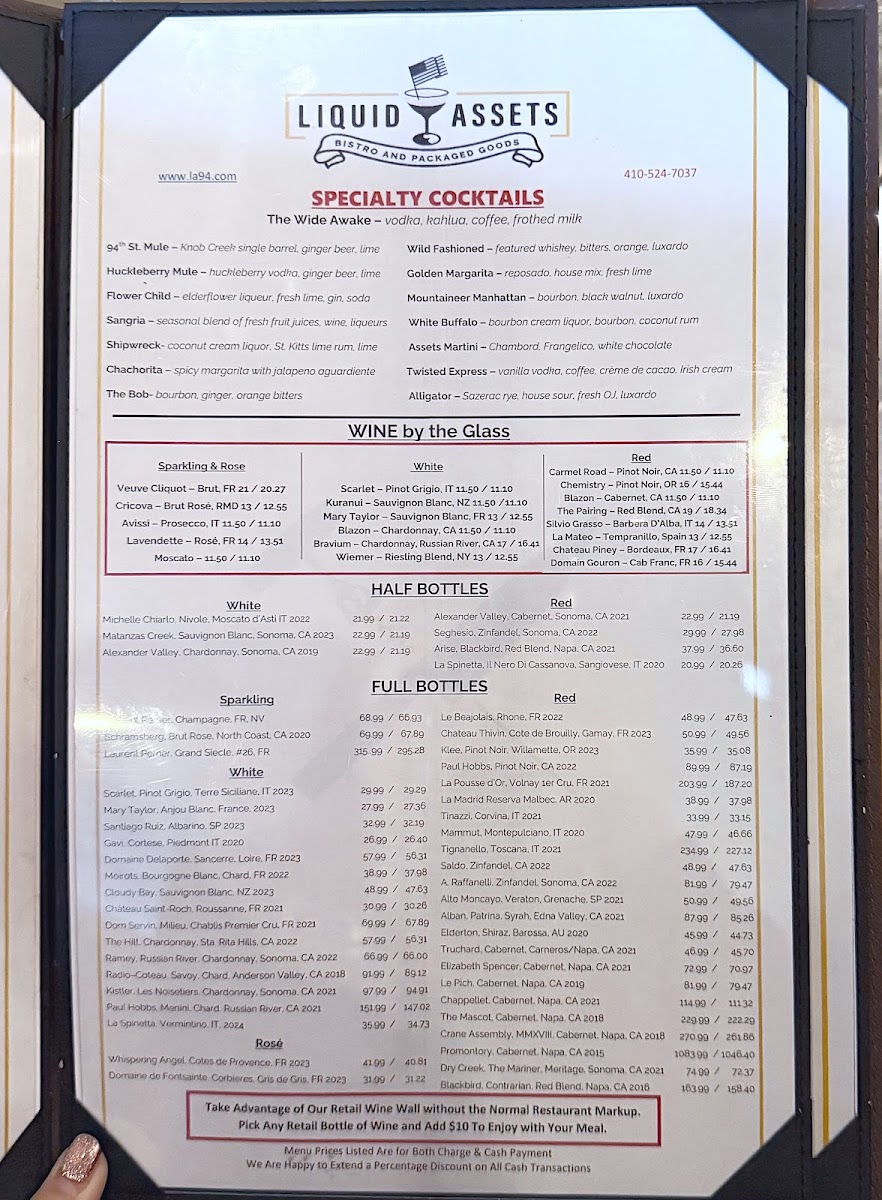 LIQUID ASSETS
BISTRO AND PACKAGED GOODS
www.la94.com
410-524-7037
SPECIALTY COCKTAILS
The Wide Awake – vodka, kahlua, coffee, frothed milk
94th St. Mule – Knob Creek single barrel, ginger beer, lime
Huckleberry Mule – huckleberry vodka, ginger beer, lime
Flower Child – elderflower liqueur, fresh lime, gin, soda
Sangria – seasonal blend of fresh fruit juices, wine, liqueurs
Shipwreck- coconut cream liquor, St. Kitts lime rum, lime
Chachorita – spicy margarita with jalapeno aguardiente
The Bob- bourbon, ginger, orange bitters
Wild Fashioned – featured whiskey, bitters, orange, luxardo
Golden Margarita – reposado, house mix, fresh lime
Mountaineer Manhattan – bourbon, black walnut, luxardo
White Buffalo – bourbon cream liquor, bourbon, coconut rum
Assets Martini – Chambord, Frangelico, white chocolate
Twisted Express – vanilla vodka, coffee, crème de cacao, Irish cream
Alligator – Sazerac rye, house sour, fresh OJ, luxardo
WINE by the Glass
Sparkling & Rose
Veuve Cliquot – Brut, FR 21 / 20.27
Cricova – Brut Rosé, RMD 13 / 12.55
Avissi – Prosecco, IT 11.50 / 11.10
Lavendette – Rosé, FR 14 / 13.51
Moscato – 11.50 / 11.10
White
Scarlet – Pinot Grigio, IT 11.50 / 11.10
Kuranui – Sauvignon Blanc, NZ 11.50 /11.10
Mary Taylor – Sauvignon Blanc, FR 13 / 12.55
Blazon – Chardonnay, CA 11.50 / 11.10
Bravium – Chardonnay, Russian River, CA 17 / 16.41
Wiemer – Riesling Blend, NY 13 / 12.55
Red
Carmel Road – Pinot Noir, CA 11.50 / 11.10
Chemistry – Pinot Noir, OR 16 / 15.44
Blazon – Cabernet, CA 11.50 / 11.10
The Pairing – Red Blend, CA 19 / 18.34
Silvio Grasso – Barbera D'Alba, IT 14 / 13.51
La Mateo – Tempranillo, Spain 13 / 12.55
Chateau Piney – Bordeaux, FR 17 / 16.41
Domain Gouron – Cab Franc, FR 16 / 15.44
HALF BOTTLES
White
Michelle Chiarlo, Nivole, Moscato d'Asti IT 2022 21.99 / 21.22
Matanzas Creek, Sauvignon Blanc, Sonoma, CA 2023 22.99 / 21.19
Alexander Valley, Chardonnay, Sonoma, CA 2019 22.99 / 21.19
Red
Alexander Valley, Cabernet, Sonoma, CA 2021 22.99 / 21.19
Seghesio, Zinfandel, Sonoma, CA 2022 29.99 / 27.98
Arise, Blackbird, Red Blend, Napa, CA 2021 37.99 / 36.60
La Spinetta, Il Nero Di Cassanova, Sangiovese, IT 2020 20.99 / 20.26
FULL BOTTLES
Sparkling
Champagne, FR, NV 68.99 / 66.93
Schramsberg, Brut Rose, North Coast, CA 2020 69.99 / 67.89
Laurent Perrier, Grand Siecle, #26, FR 315.99 / 295.28
White
Scarlet, Pinot Grigio, Terre Siciliane, IT 2023 29.99 / 29.29
Mary Taylor, Anjou Blanc, France, 2023 27.99 / 27.36
Santiago Ruiz, Albarino, SP 2023 32.99 / 32.19
Gavi, Cortese, Piedmont IT 2020 26.99 / 26.40
Domaine Delaporte, Sancerre, Loire, FR 2023 57.99 / 56.31
Moirots, Bourgogne Blanc, Chard, FR 2022 38.99 / 37.98
Cloudy Bay, Sauvignon Blanc, NZ 2023 48.99 / 47.63
Château Saint-Roch, Roussanne, FR 2021 30.99 / 30.26
Dom Servin, Milieu, Chablis Premier Cru, FR 2021 69.99 / 67.89
The Hilt, Chardonnay, Sta. Rita Hills, CA 2022 57.99 / 56.31
Ramey, Russian River, Chardonnay, Sonoma, CA 2022 66.99 / 66.00
Radio-Coteau, Savoy, Chard, Anderson Valley, CA 2018 91.99 / 89.12
Kistler, Les Noisetiers, Chardonnay, Sonoma, CA 2021 97.99 / 94.91
Paul Hobbs, Menini, Chard, Russian River, CA 2021 151.99 / 147.02
La Spinetta, Vermintino, IT, 2024 35.99 / 34.73
Rosé
Whispering Angel, Cotes de Provence, FR 2023 41.99 / 40.81
Domaine de Fontsainte, Corbieres, Gris de Gris, FR 2023 31.99 / 31.22
Red
Le Beajolais, Rhone, FR 2022 48.99 / 47.63
Chateau Thivin, Cote de Brouilly, Gamay, FR 2023 50.99 / 49.56
Klee, Pinot Noir, Willamette, OR 2023 35.99 / 35.08
Paul Hobbs, Pinot Noir, CA 2022 89.99 / 87.19
La Pousse d'Or, Volnay 1er Cru, FR 2021 203.99 / 187.20
La Madrid Reserva Malbec, AR 2020 38.99 / 37.98
Tinazzi, Corvina, IT 2021 33.99 / 33.15
Mammut, Montepulciano, IT 2020 47.99 / 46.66
Tignanello, Toscana, IT 2021 234.99 / 227.12
Saldo, Zinfandel, CA 2022 48.99 / 47.63
A. Raffanelli, Zinfandel, Sonoma, CA 2022 81.99 / 79.47
Alto Moncayo, Veraton, Grenache, SP 2021 50.99 / 49.56
Alban, Patrina, Syrah, Edna Valley, CA 2021 87.99 / 85.26
Elderton, Shiraz, Barossa, AU 2020 45.99 / 44.73
Truchard, Cabernet, Carneros/Napa, CA 2021 46.99 / 45.70
Elizabeth Spencer, Cabernet, Napa, CA 2021 72.99 / 70.97
Le Pich, Cabernet, Napa, CA 2019 81.99 / 79.47
Chappellet, Cabernet, Napa, CA 2021 114.99 / 111.32
The Mascot, Cabernet, Napa, CA 2018 229.99 / 222.29
Crane Assembly, MMXVIII, Cabernet, Napa, CA 2018 270.99 / 261.86
Promontory, Cabernet, Napa, CA 2015 1083.99 / 1046.40
Dry Creek, The Mariner, Meritage, Sonoma, CA 2021 74.99 / 72.37
Blackbird, Contrarian, Red Blend, Napa, CA 2016 163.99 / 158.40
Take Advantage of Our Retail Wine Wall without the Normal Restaurant Markup.
Pick Any Retail Bottle of Wine and Add $10 To Enjoy with Your Meal.
Menu Prices Listed Are for Both Charge & Cash Payment
We Are Happy to Extend a Percentage Discount on All Cash Transactions